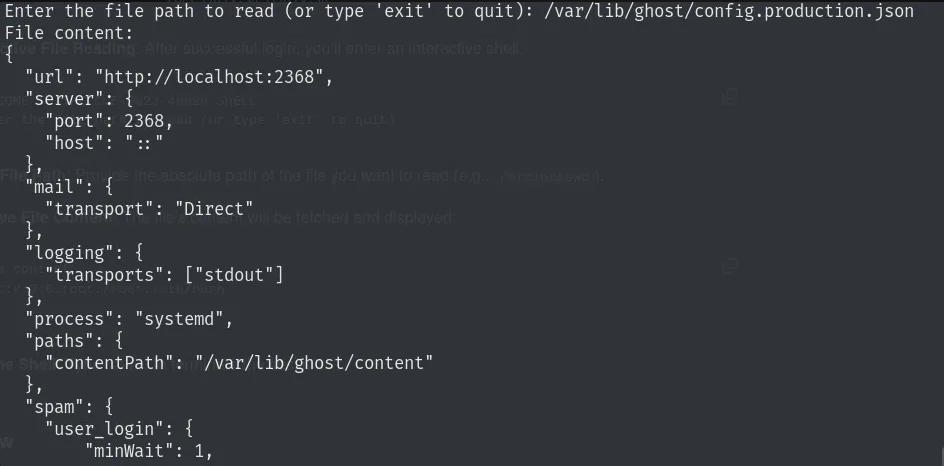 Enter the file path to read (or type 'exit' to quit): /var/lib/ghost/config.production.json
File content:
{
  "url": "http://localhost:2368",
  "server": {
    "port": 2368,
    "host": "::"
  },
  "mail": {
    "transport": "Direct"
  },
  "logging": {
    "transports": ["stdout"]
  },
  "process": "systemd",
  "paths": {
    "contentPath": "/var/lib/ghost/content"
  },
  "spam": {
    "user_login": {
        "minWait": 1,